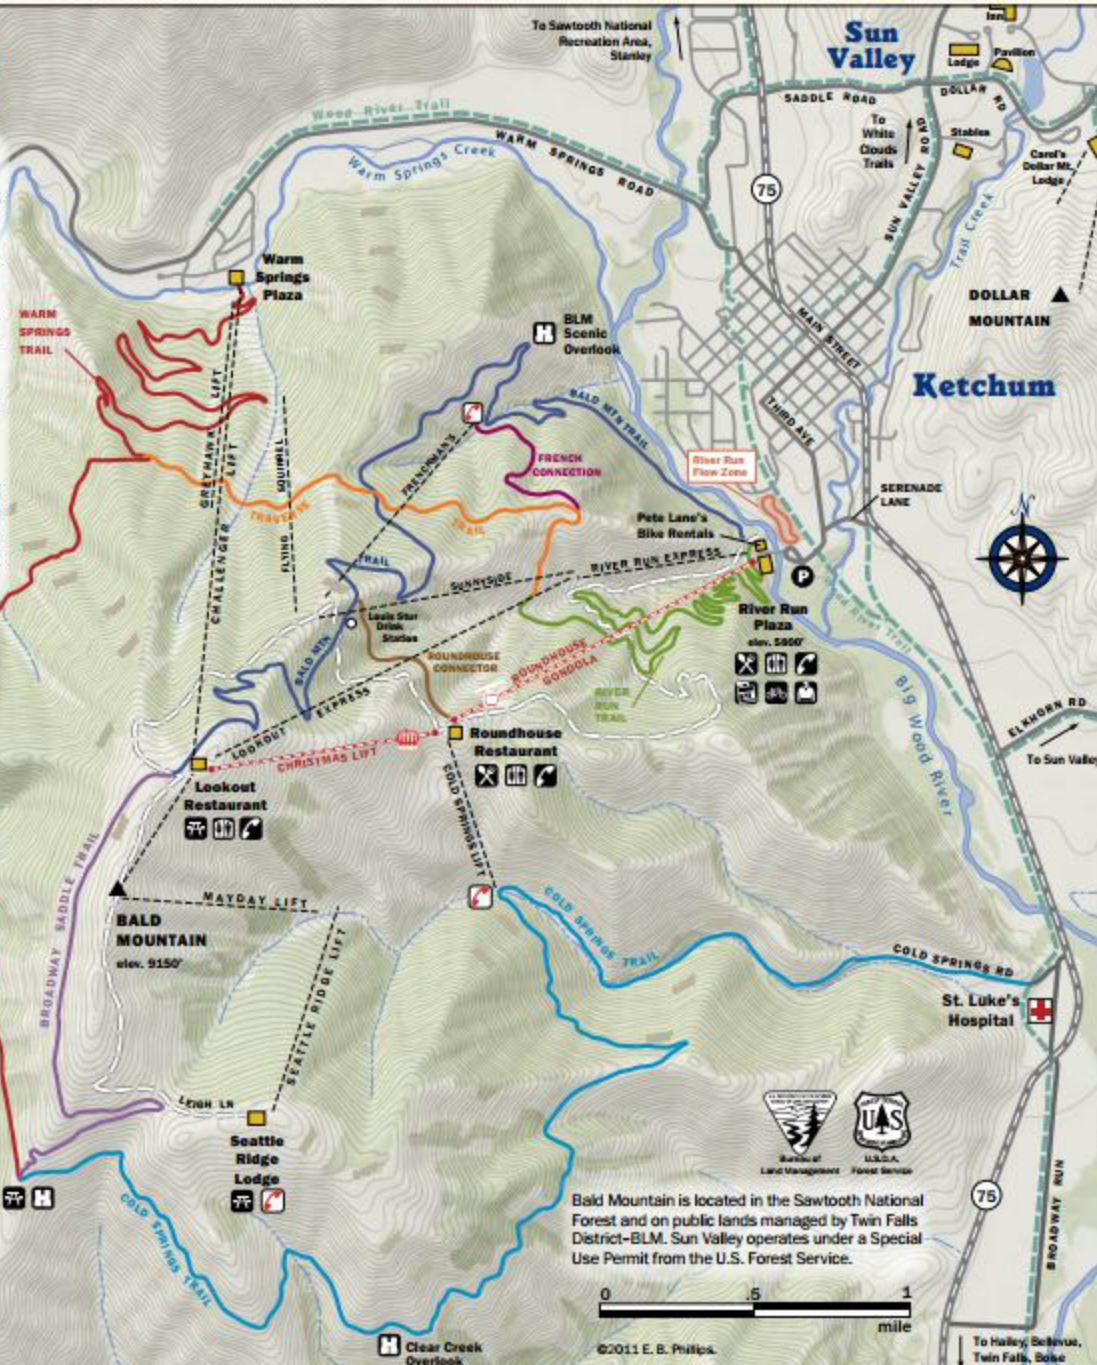 To Sawtooth National
Recreation Area,
Stanley
Sun
Valley
Inn
Lodge
Pavilion
SADDLE ROAD
DOLLAR RD
To
White
Clouds
Trails
Stables
Carol's
Dollar Mt.
Lodge
SUN VALLEY ROAD
Trail Creek
Wood River Trail
WARM SPRINGS ROAD
Warm Springs Creek
75
Warm
Springs
Plaza
WARM
SPRINGS
TRAIL
BLM
Scenic
Overlook
DOLLAR
MOUNTAIN
MAIN STREET
Ketchum
THIRD AVE
BALD MTN TRAIL
GREYHAWK LIFT
CHALLENGER LIFT
FLYING SQUIRREL
FRENCHMAN'S
FRENCH
CONNECTION
River Run
Flow Zone
SERENADE
LANE
N
TRAVERSE
TRAIL
Pete Lane's
Bike Rentals
P
TRAIL
SUNNYSIDE
RIVER RUN EXPRESS
River Run
Plaza
elev. 5800'
Wood River Trail
Louis Stur
Drink
Station
BALD MTN
ROUNDHOUSE
CONNECTOR
ROUNDHOUSE
GONDOLA
RIVER
RUN
TRAIL
Big Wood River
ELKHORN RD
To Sun Valley
LOOKOUT EXPRESS
CHRISTMAS LIFT
Roundhouse
Restaurant
Lookout
Restaurant
COLD SPRINGS LIFT
BROADWAY SADDLE TRAIL
MAYDAY LIFT
BALD
MOUNTAIN
elev. 9150'
COLD SPRINGS TRAIL
COLD SPRINGS RD
SEATTLE RIDGE LIFT
St. Luke's
Hospital
LEIGH LN
Seattle
Ridge
Lodge
COLD SPRINGS TRAIL
Clear Creek
Overlook
UAS
Bureau of
Land Management
U.S.D.A.
Forest Service
Bald Mountain is located in the Sawtooth National
Forest and on public lands managed by Twin Falls
District–BLM. Sun Valley operates under a Special
Use Permit from the U.S. Forest Service.
75
BROADWAY RUN
0 .5 1
mile
©2011 E. B. Phillips.
To Hailey, Bellevue,
Twin Falls, Boise